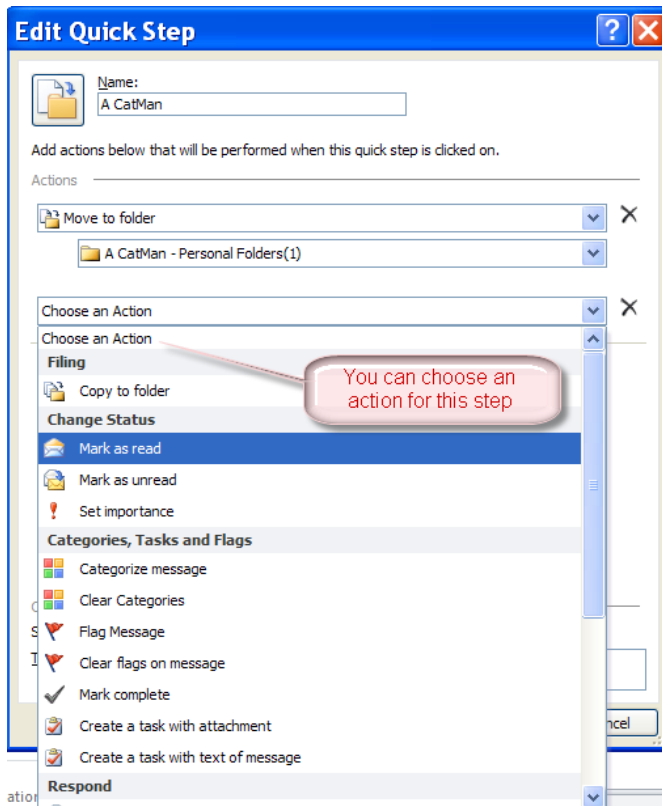 Edit Quick Step
Name:
A CatMan
Add actions below that will be performed when this quick step is clicked on.
Actions
Move to folder
A CatMan - Personal Folders(1)
Choose an Action
Choose an Action
Filing
Copy to folder
You can choose an
action for this step
Change Status
Mark as read
Mark as unread
Set importance
Categories, Tasks and Flags
Categorize message
Clear Categories
Flag Message
Clear flags on message
Mark complete
Create a task with attachment
ncel
Create a task with text of message
Respond
ation